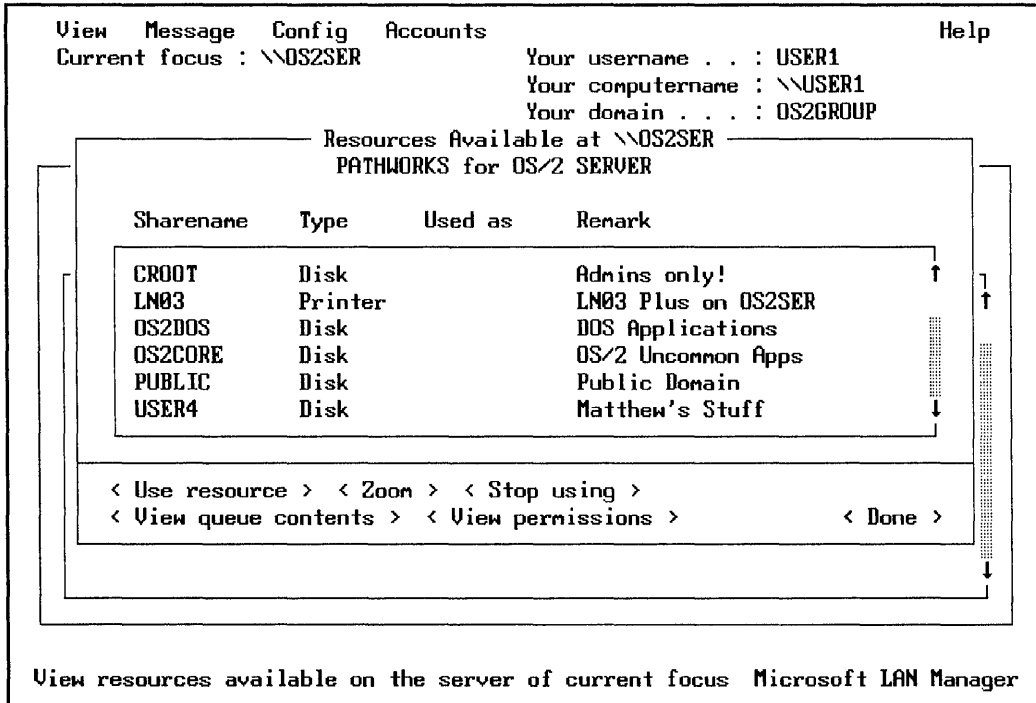 View   Message   Config   Accounts   Help
Current focus : \\OS2SER   Your username . . : USER1
Your computername : \\USER1
Your domain . . . : OS2GROUP
Resources Available at \\OS2SER
PATHWORKS for OS/2 SERVER
Sharename   Type   Used as   Remark
CROOT   Disk   Admins only!
LN03   Printer   LN03 Plus on OS2SER
OS2DOS   Disk   DOS Applications
OS2CORE   Disk   OS/2 Uncommon Apps
PUBLIC   Disk   Public Domain
USER4   Disk   Matthew's Stuff
< Use resource >  < Zoom >  < Stop using >
< View queue contents >  < View permissions >   < Done >
View resources available on the server of current focus  Microsoft LAN Manager